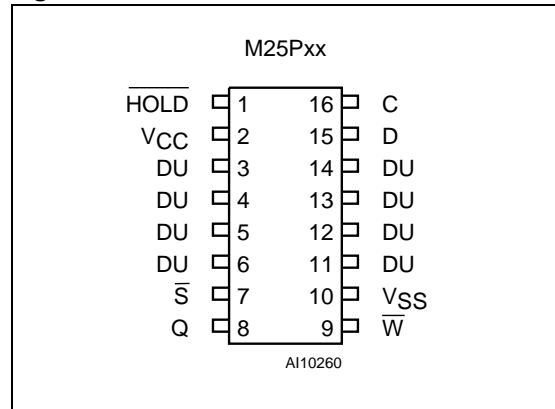 M25Pxx
H̅O̅L̅D̅ 1 16 C
VCC 2 15 D
DU 3 14 DU
DU 4 13 DU
DU 5 12 DU
DU 6 11 DU
S̅ 7 10 VSS
Q 8 9 W̅
AI10260